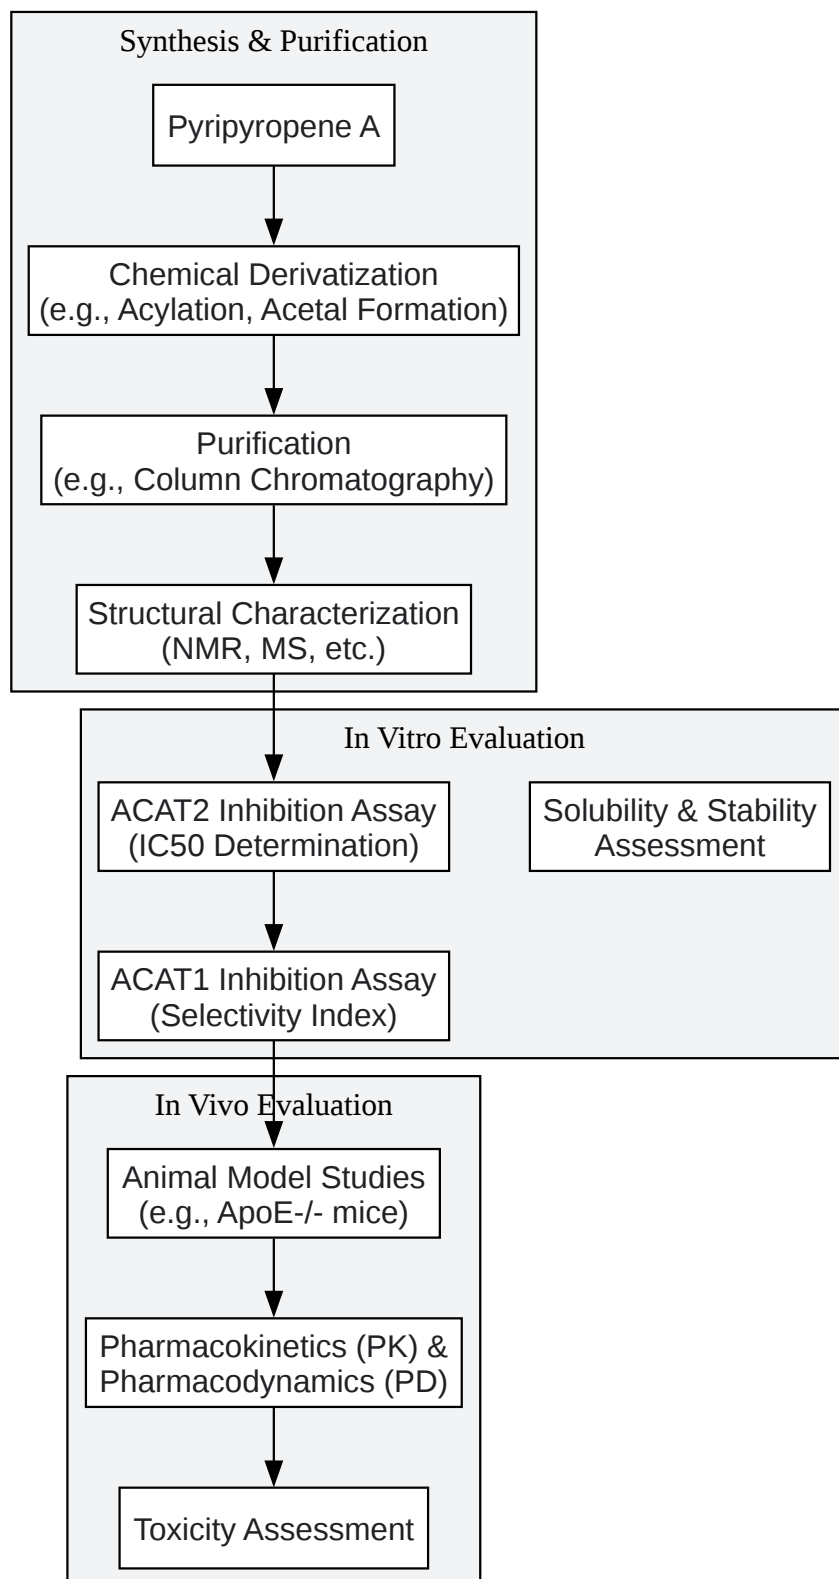 Synthesis & Purification
Pyripyropene A
Chemical Derivatization
(e.g., Acylation, Acetal Formation)
Purification
(e.g., Column Chromatography)
Structural Characterization
(NMR, MS, etc.)
In Vitro Evaluation
ACAT2 Inhibition Assay
(IC50 Determination)
Solubility & Stability
Assessment
ACAT1 Inhibition Assay
(Selectivity Index)
In Vivo Evaluation
Animal Model Studies
(e.g., ApoE-/- mice)
Pharmacokinetics (PK) &
Pharmacodynamics (PD)
Toxicity Assessment